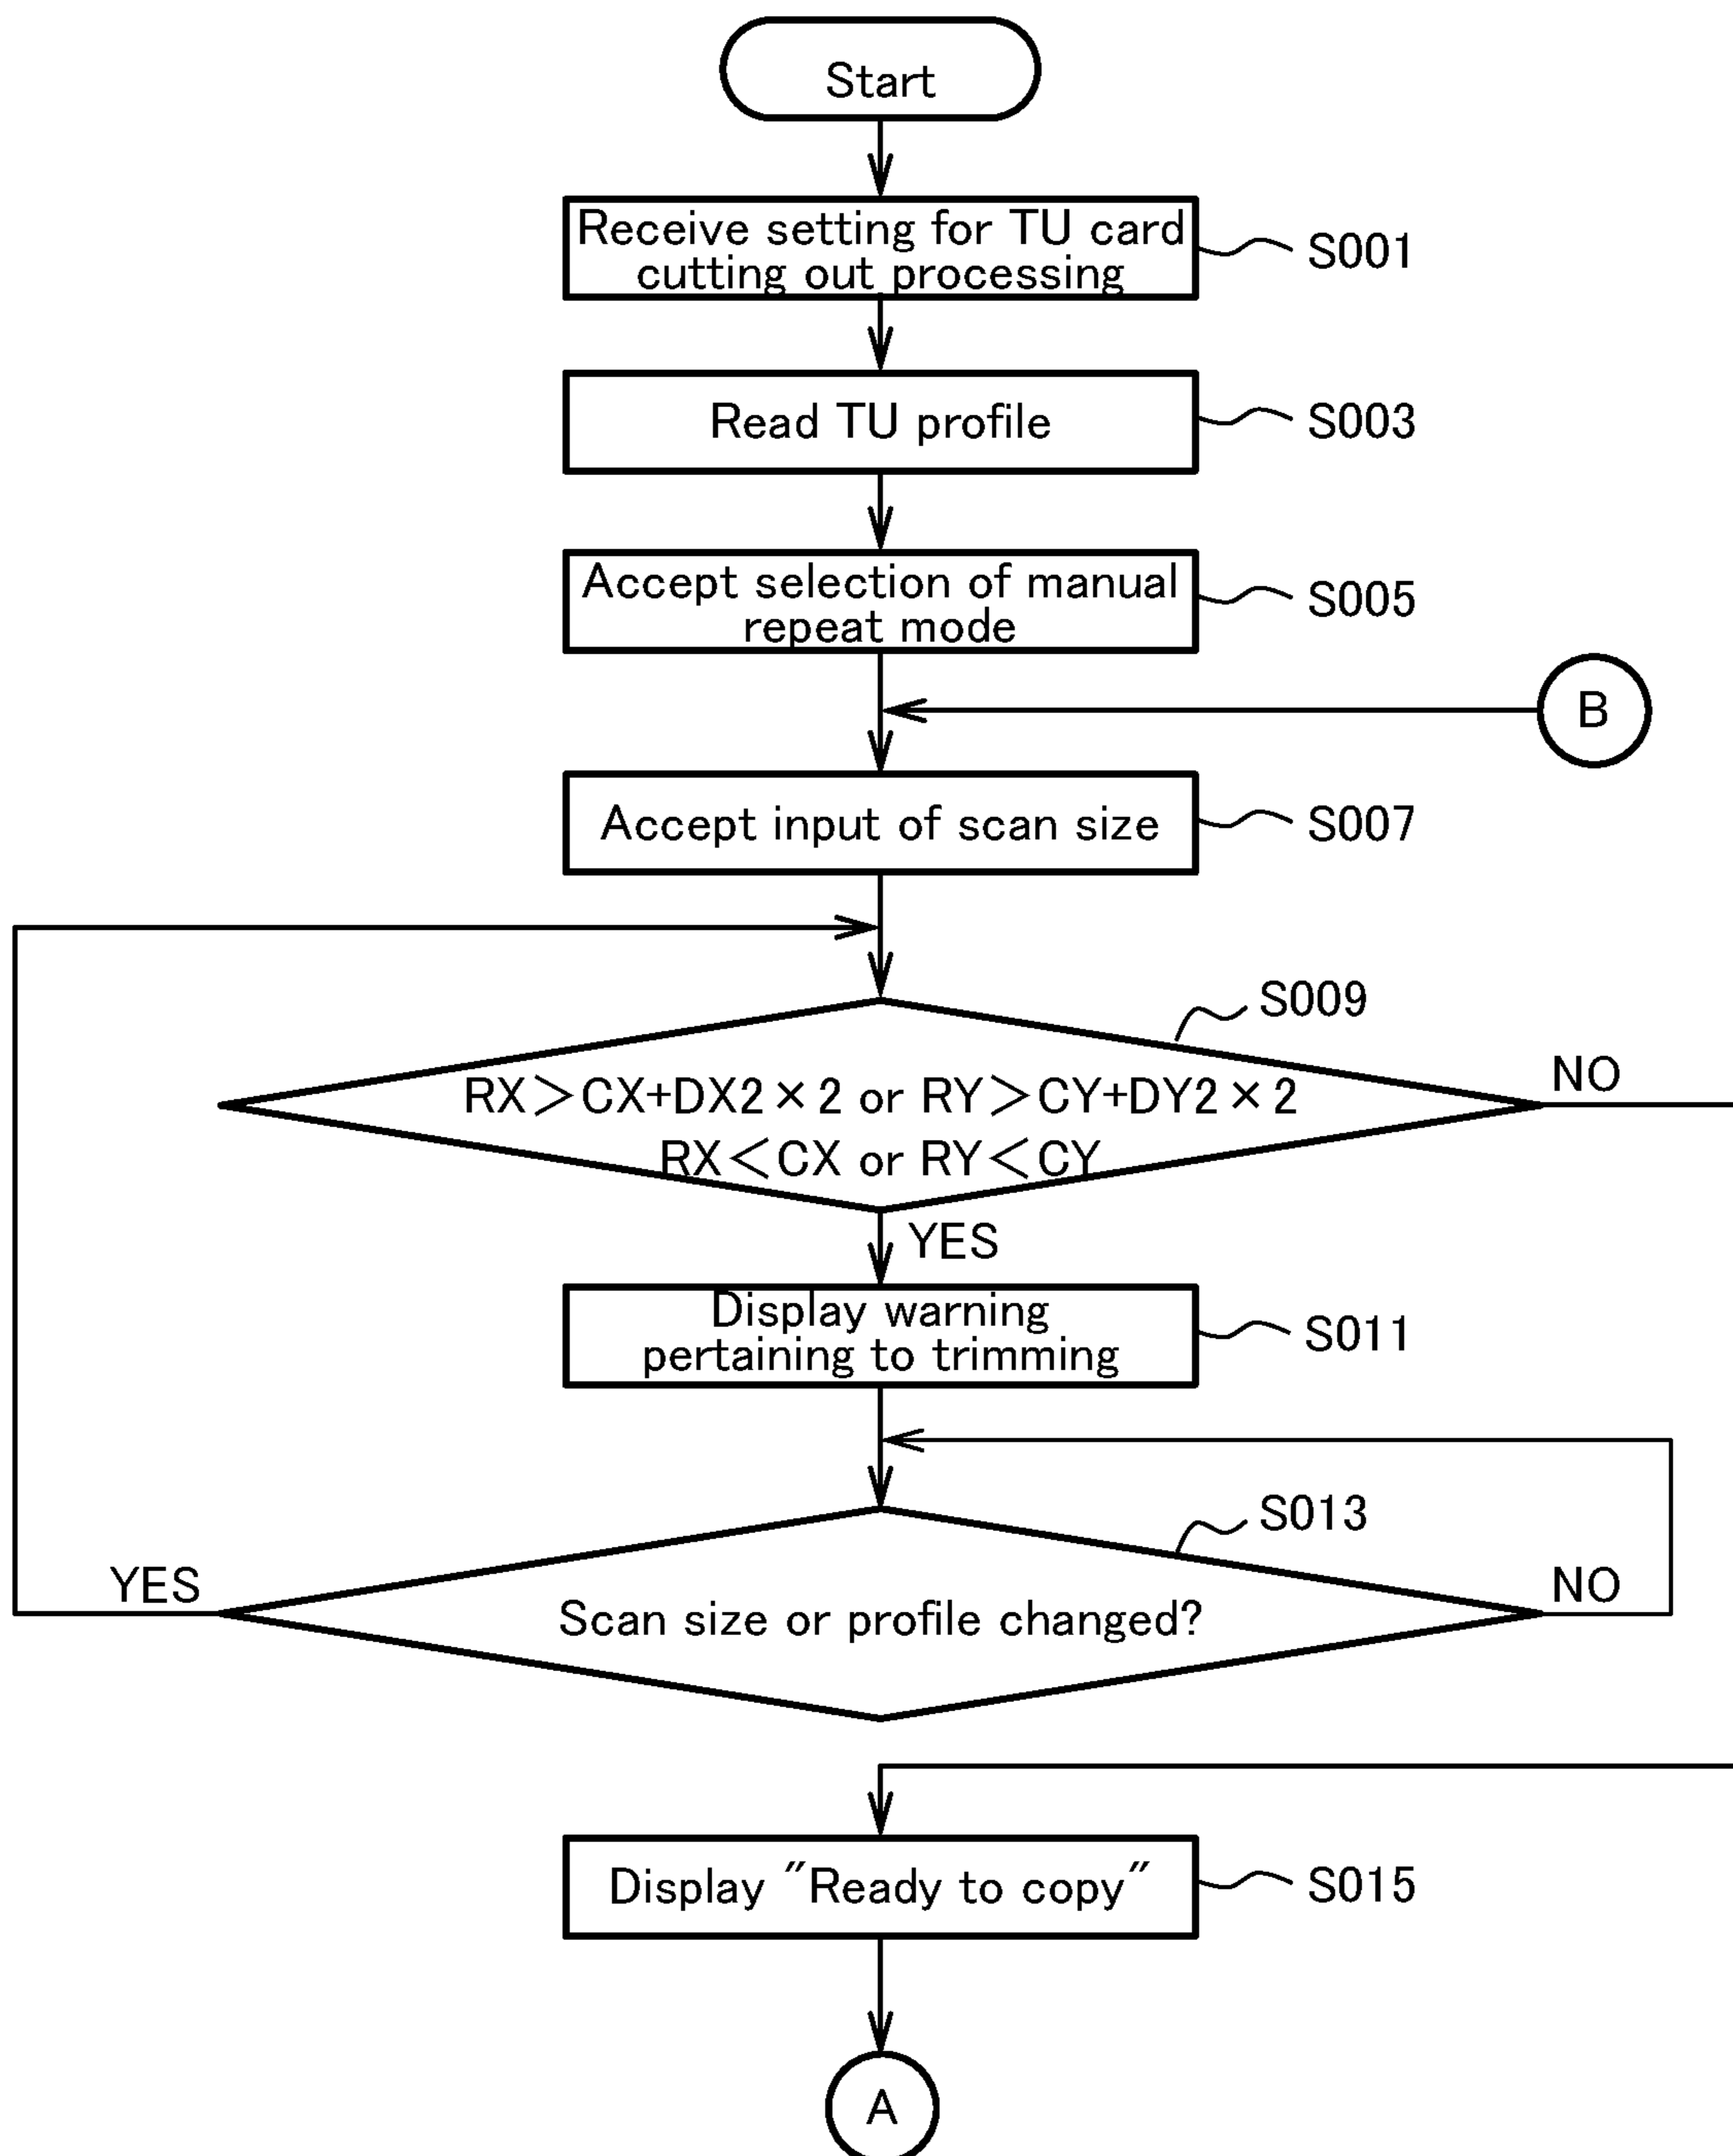 Start
Receive setting for TU card
cutting out processing
S001
Read TU profile
S003
Accept selection of manual
repeat mode
S005
B
Accept input of scan size
S007
S009
RX＞CX+DX2×2 or RY＞CY+DY2×2
RX＜CX or RY＜CY
NO
YES
Display warning
pertaining to trimming
S011
S013
YES
Scan size or profile changed?
NO
Display "Ready to copy"
S015
A